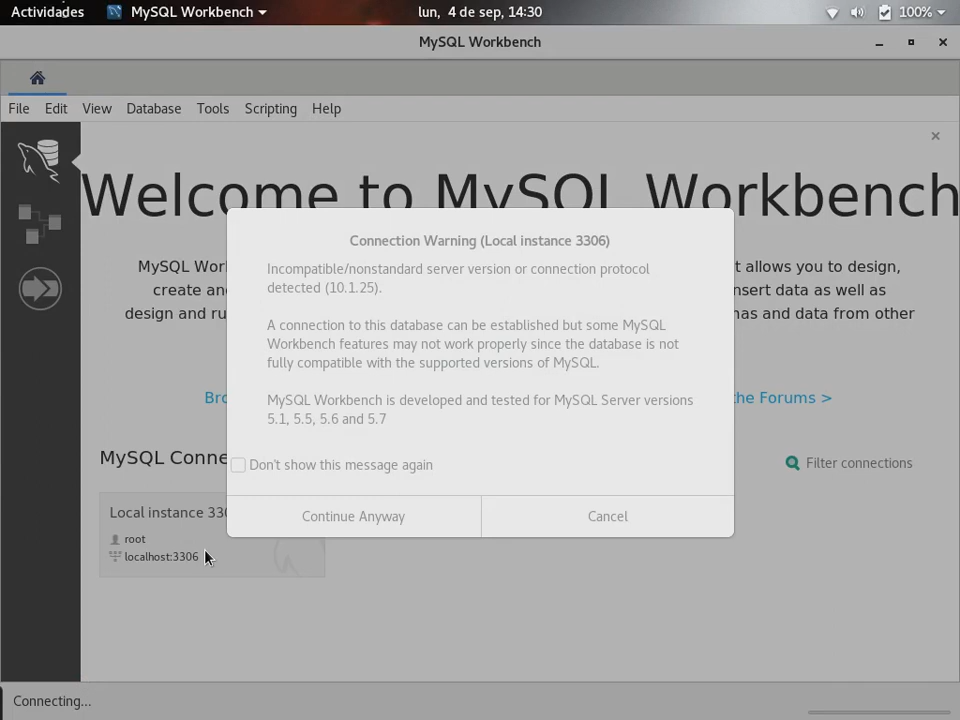 Actividades MySQL Workbench lun, 4 de sep, 14:30 100%
MySQL Workbench
File Edit View Database Tools Scripting Help
Welcome to MySQL Workbench
MySQL t allows you to design,
create nsert data as well as
design and and data from other
the Forums >
Connection Warning (Local instance 3306)
Incompatible/nonstandard server version or connection protocol
detected (10.1.25).
A connection to this database can be established but some MySQL
Workbench features may not work properly since the database is not
fully compatible with the supported versions of MySQL.
MySQL Workbench is developed and tested for MySQL Server versions
5.1, 5.5, 5.6 and 5.7
Don't show this message again
Continue Anyway Cancel
MySQL Conne
Filter connections
Local instance 330
root
localhost:3306
Connecting...